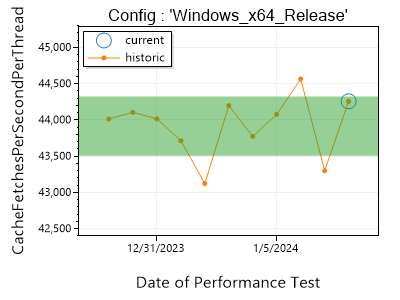 Config : 'Windows_x64_Release'
current
historic
CacheFetchesPerSecondPerThread
45,000
44,500
44,000
43,500
43,000
42,500
12/31/2023
1/5/2024
Date of Performance Test